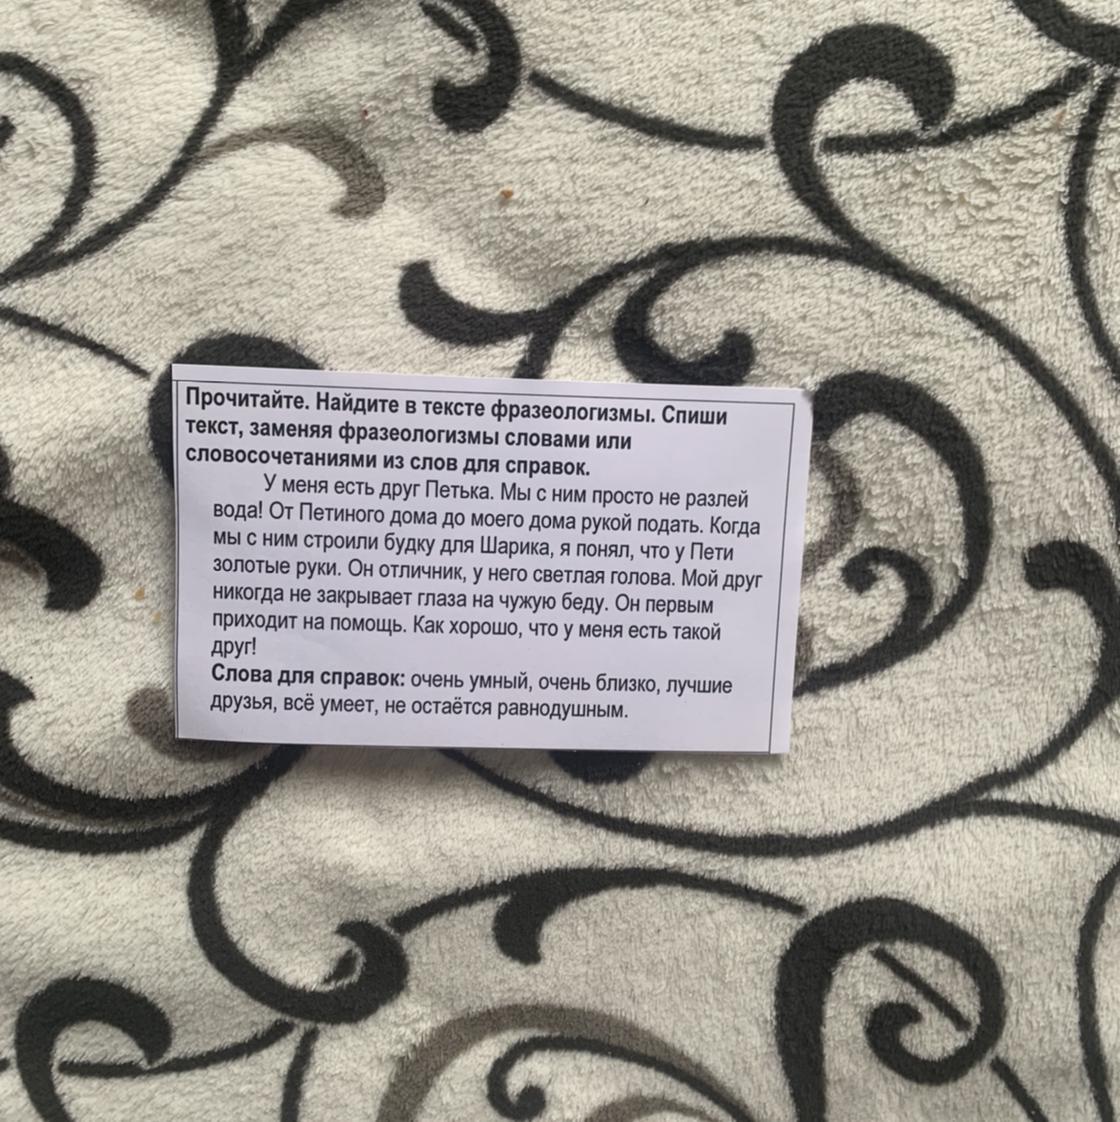 Прочитайте. Найдите в тексте фразеологизмы. Спиши
текст, заменяя фразеологизмы словами или
словосочетаниями из слов для справок.
У меня есть друг Петька. Мы с ним просто не разлей
вода! От Петиного дома до моего дома рукой подать. Когда
мы с ним строили будку для Шарика, я понял, что у Пети
золотые руки. Он отличник, у него светлая голова. Мой друг
никогда не закрывает глаза на чужую беду. Он первым
приходит на помощь. Как хорошо, что у меня есть такой
друг!
Слова для справок: очень умный, очень близко, лучшие
друзья, всё умеет, не остаётся равнодушным.